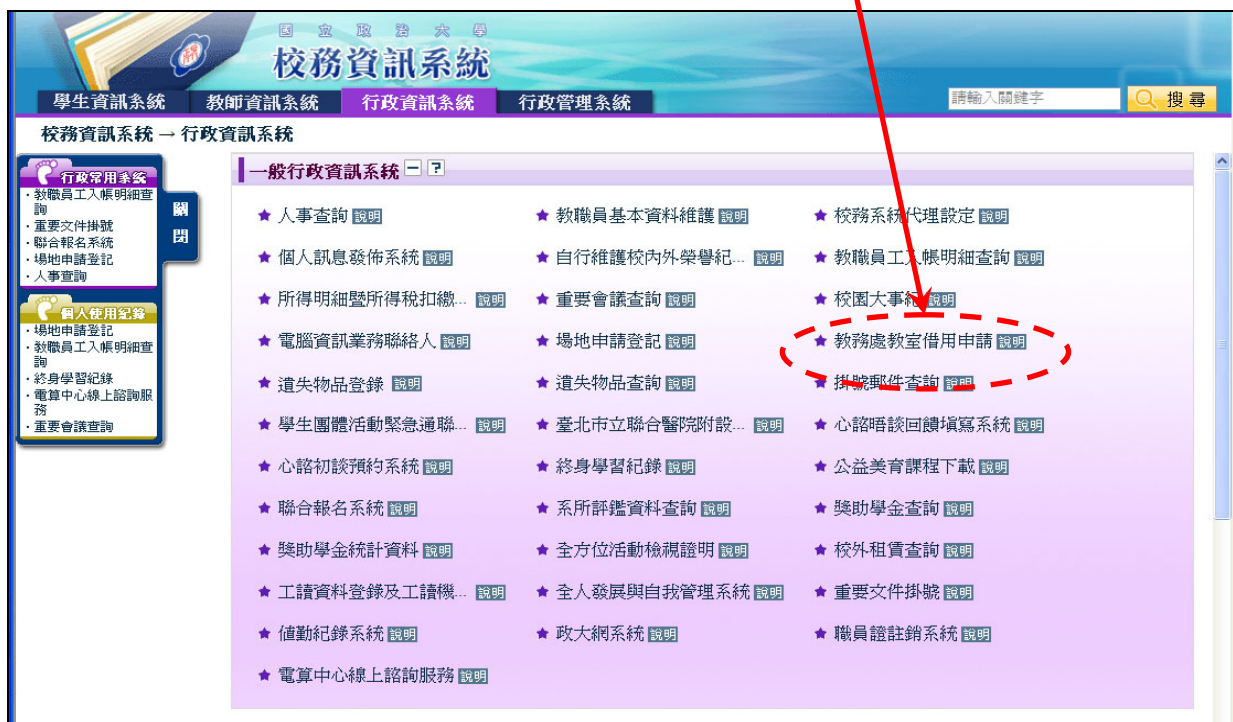 國立政治大學
校務資訊系統
學生資訊系統 教師資訊系統 行政資訊系統 行政管理系統 請輸入關鍵字 搜尋
校務資訊系統 → 行政資訊系統
行政常用系統
・教職員工入帳明細查
詢
・重要文件掛號
・聯合報名系統
・場地申請登記
・人事查詢
關
閉
個人使用紀錄
・場地申請登記
・教職員工入帳明細查
詢
・終身學習紀錄
・電算中心線上諮詢服
務
・重要會議查詢
一般行政資訊系統 − ?
★ 人事查詢 說明 ★ 教職員基本資料維護 說明 ★ 校務系統代理設定 說明
★ 個人訊息發佈系統 說明 ★ 自行維護校內外榮譽紀... 說明 ★ 教職員工入帳明細查詢 說明
★ 所得明細暨所得稅扣繳... 說明 ★ 重要會議查詢 說明 ★ 校園大事紀 說明
★ 電腦資訊業務聯絡人 說明 ★ 場地申請登記 說明 ★ 教務處教室借用申請 說明
★ 遺失物品登錄 說明 ★ 遺失物品查詢 說明 ★ 掛號郵件查詢 說明
★ 學生團體活動緊急通聯... 說明 ★ 臺北市立聯合醫院附設... 說明 ★ 心諮晤談回饋填寫系統 說明
★ 心諮初談預約系統 說明 ★ 終身學習紀錄 說明 ★ 公益美育課程下載 說明
★ 聯合報名系統 說明 ★ 系所評鑑資料查詢 說明 ★ 獎助學金查詢 說明
★ 獎助學金統計資料 說明 ★ 全方位活動檢視證明 說明 ★ 校外租賃查詢 說明
★ 工讀資料登錄及工讀機... 說明 ★ 全人發展與自我管理系統 說明 ★ 重要文件掛號 說明
★ 值勤紀錄系統 說明 ★ 政大網系統 說明 ★ 職員證註銷系統 說明
★ 電算中心線上諮詢服務 說明